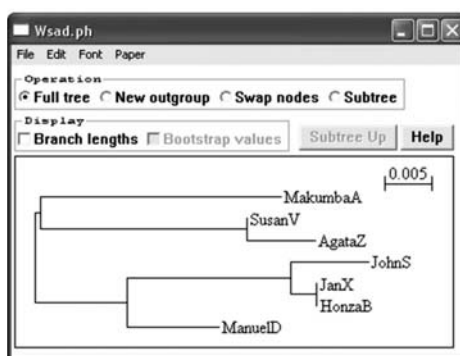 Wsad.ph
File Edit Font Paper
Operation
Full tree New outgroup Swap nodes Subtree
Display
Branch lengths Bootstrap values Subtree Up Help
0.005
MakumbaA
SusanV
AgataZ
JohnS
JanX
HonzaB
ManuelD